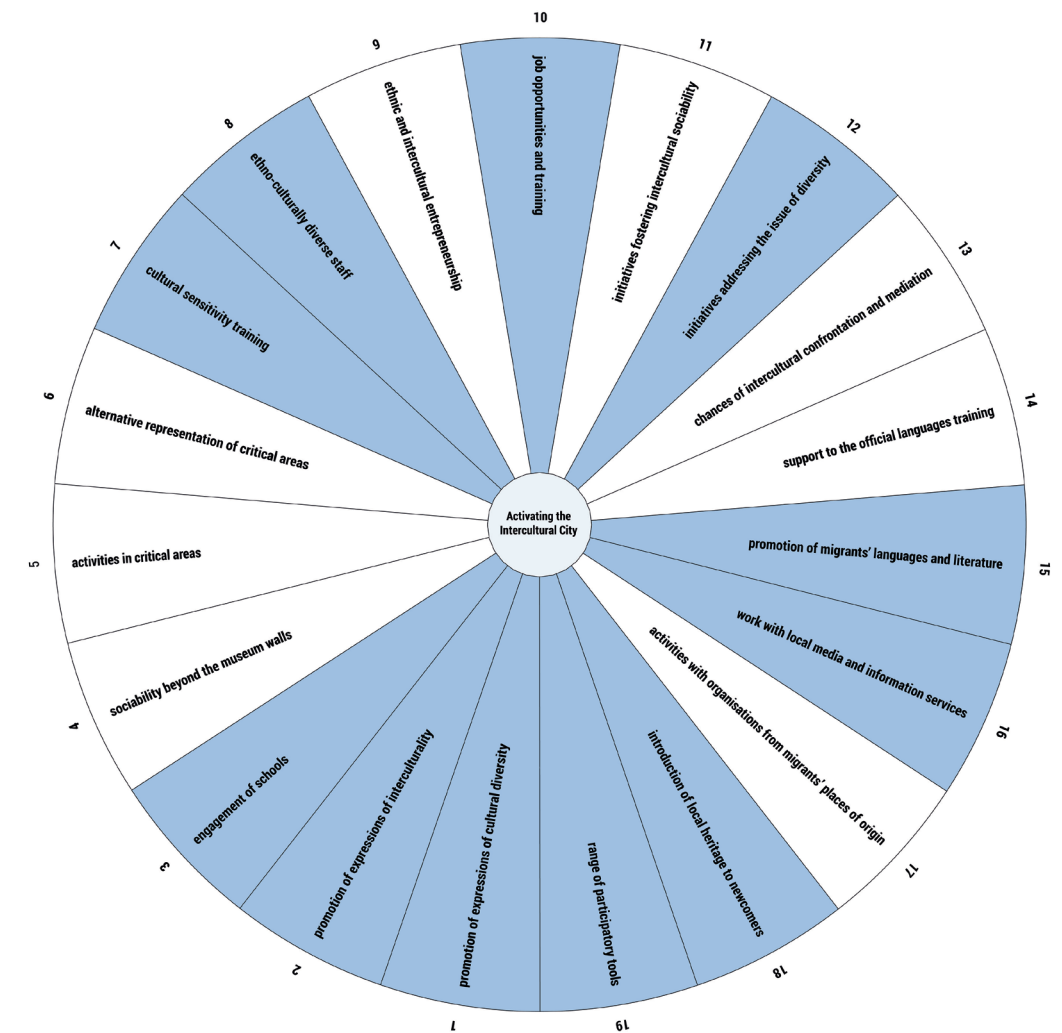 10
job opportunities and training
11
initiatives fostering intercultural sociability
12
initiatives addressing the issue of diversity
13
chances of intercultural confrontation and mediation
14
support to the official languages training
15
promotion of migrants’ languages and literature
16
work with local media and information services
17
activities with organisations from migrants’ places of origin
18
introduction of local heritage to newcomers
19
range of participatory tools
1
promotion of expressions of cultural diversity
2
promotion of expressions of interculturality
3
engagement of schools
4
sociability beyond the museum walls
5
activities in critical areas
6
alternative representation of critical areas
7
cultural sensitivity training
8
ethno-culturally diverse staff
9
ethnic and intercultural entrepreneurship
Activating the
Intercultural City